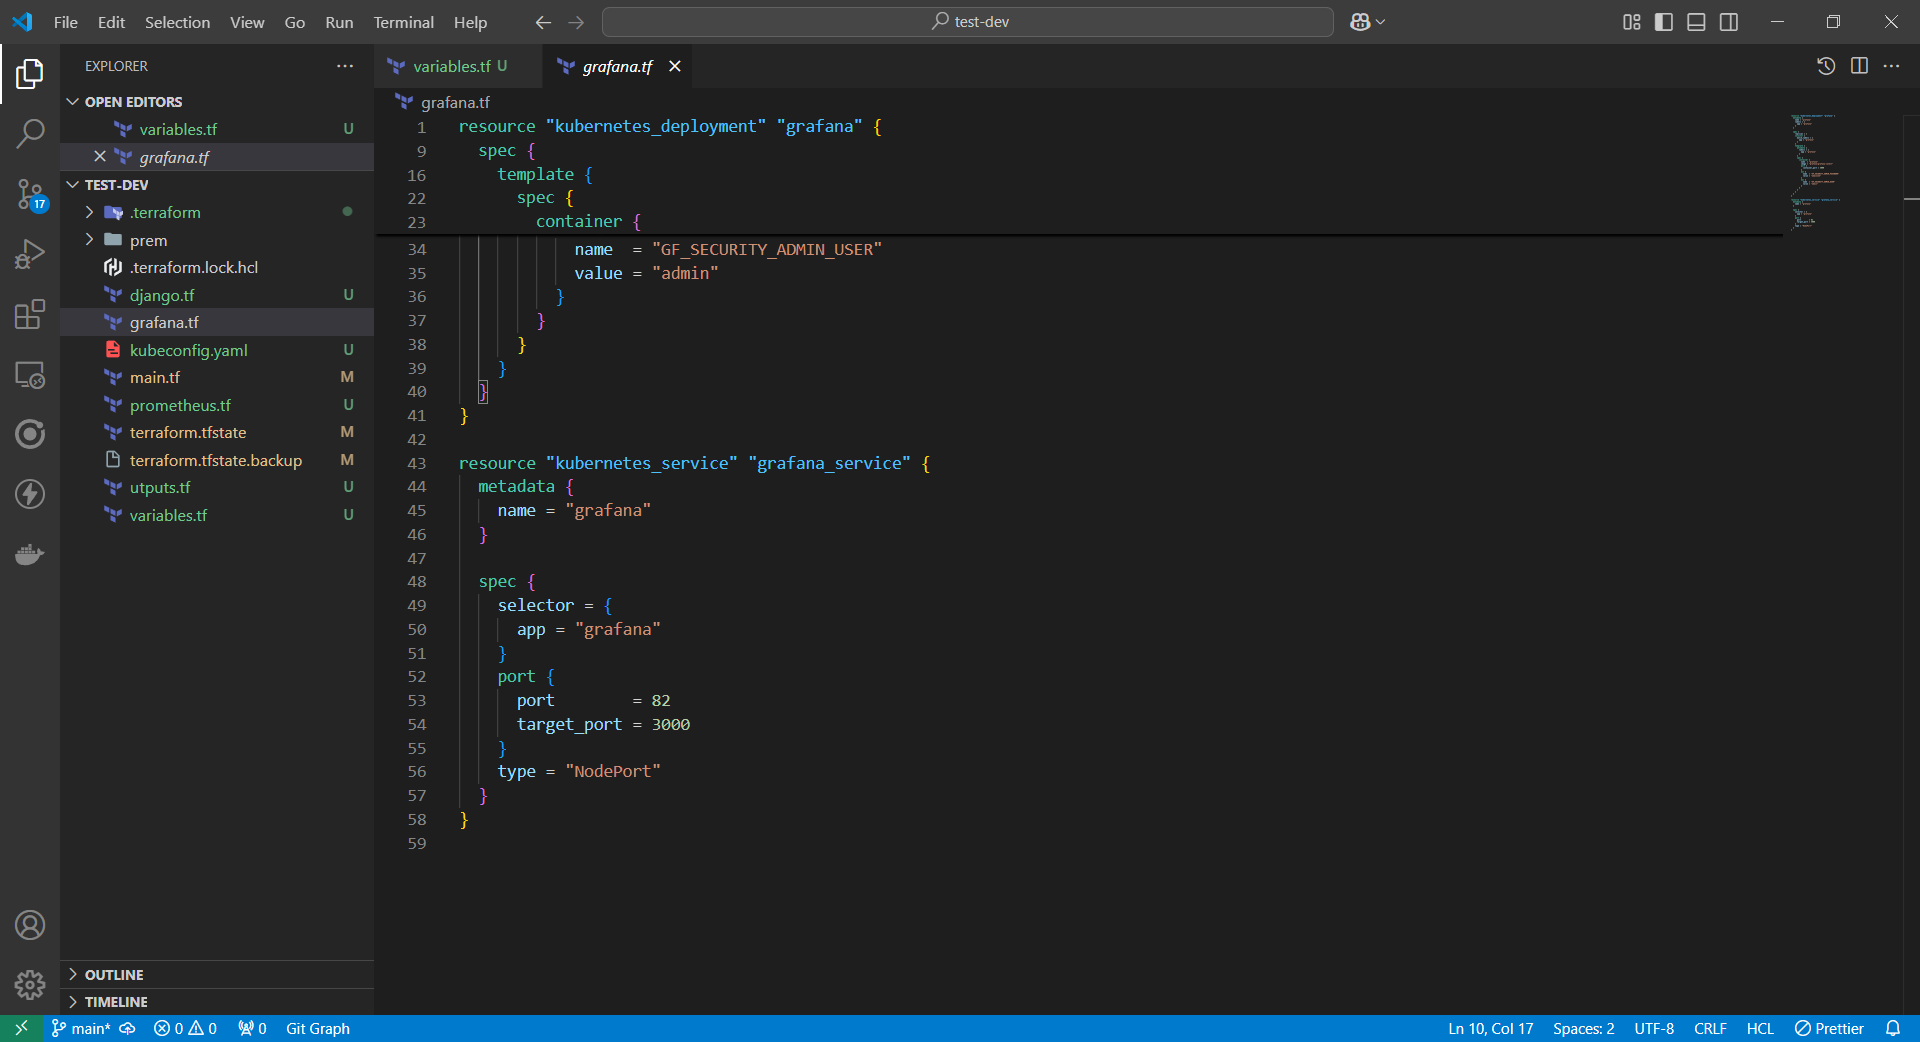 File Edit Selection View Go Run Terminal Help
test-dev
EXPLORER
OPEN EDITORS
variables.tf U
grafana.tf
TEST-DEV
.terraform
prem
.terraform.lock.hcl
django.tf U
grafana.tf
kubeconfig.yaml U
main.tf M
prometheus.tf U
terraform.tfstate M
terraform.tfstate.backup M
utputs.tf U
variables.tf U
OUTLINE
TIMELINE
17
variables.tf U
grafana.tf
grafana.tf
1 resource "kubernetes_deployment" "grafana" {
9 spec {
16 template {
22 spec {
23 container {
34 name = "GF_SECURITY_ADMIN_USER"
35 value = "admin"
36 }
37 }
38 }
39 }
40 }
41 }
42
43 resource "kubernetes_service" "grafana_service" {
44 metadata {
45 name = "grafana"
46 }
47
48 spec {
49 selector = {
50 app = "grafana"
51 }
52 port {
53 port = 82
54 target_port = 3000
55 }
56 type = "NodePort"
57 }
58 }
59
main* 0 0 0 Git Graph Ln 10, Col 17 Spaces: 2 UTF-8 CRLF HCL Prettier